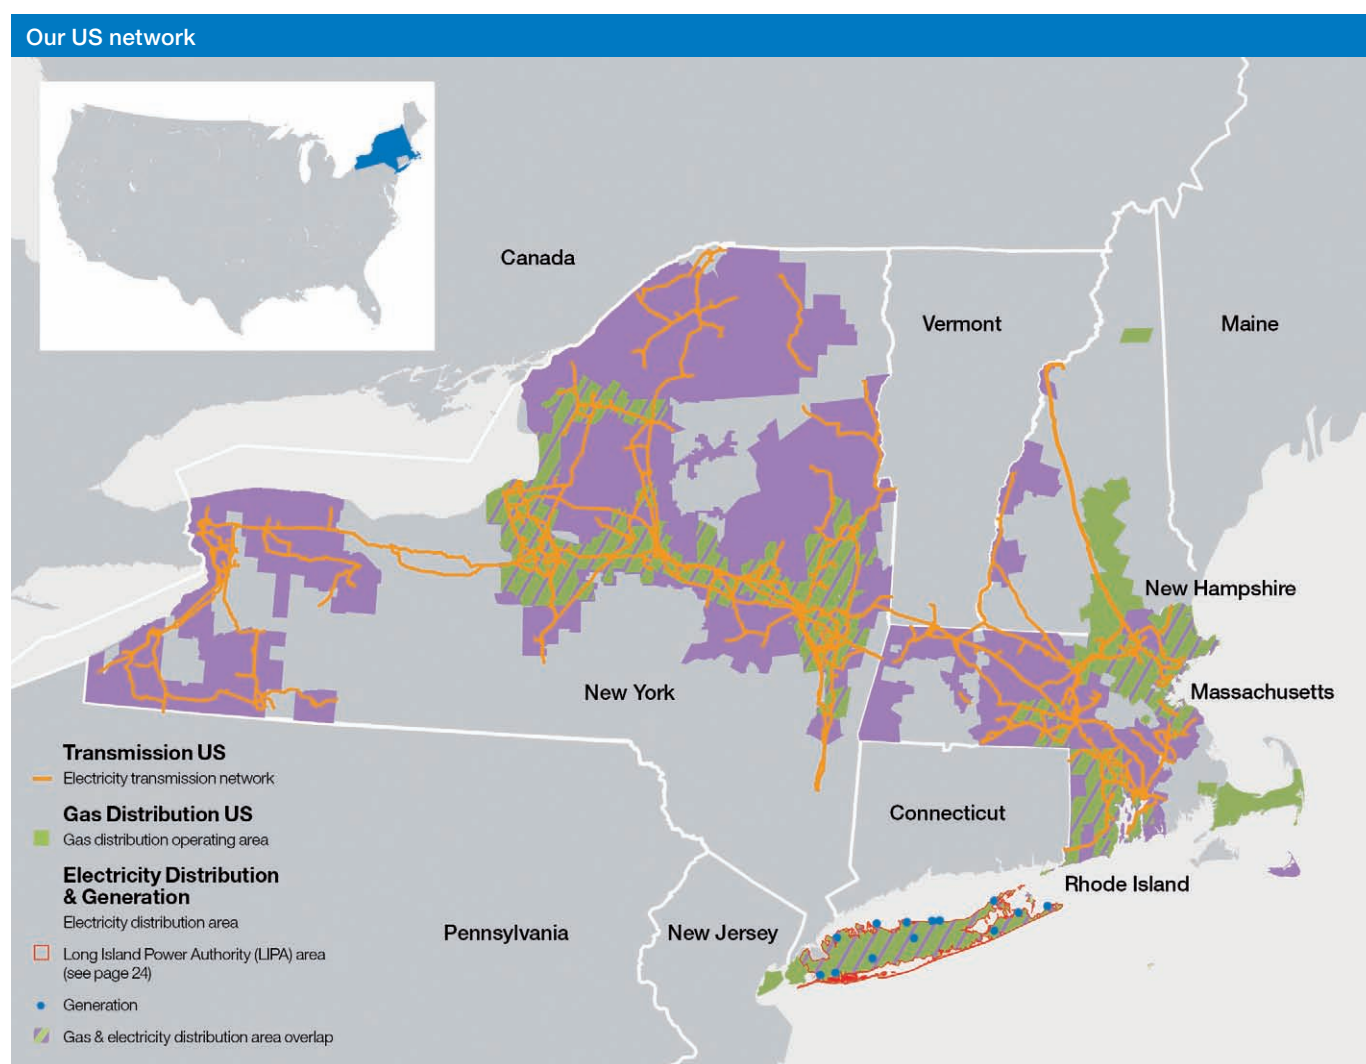 Our US network
Canada
Vermont
Maine
New Hampshire
New York
Massachusetts
Transmission US
Electricity transmission network
Gas Distribution US
Gas distribution operating area
Connecticut
Electricity Distribution
& Generation
Rhode Island
Electricity distribution area
Pennsylvania
New Jersey
Long Island Power Authority (LIPA) area
(see page 24)
Generation
Gas & electricity distribution area overlap